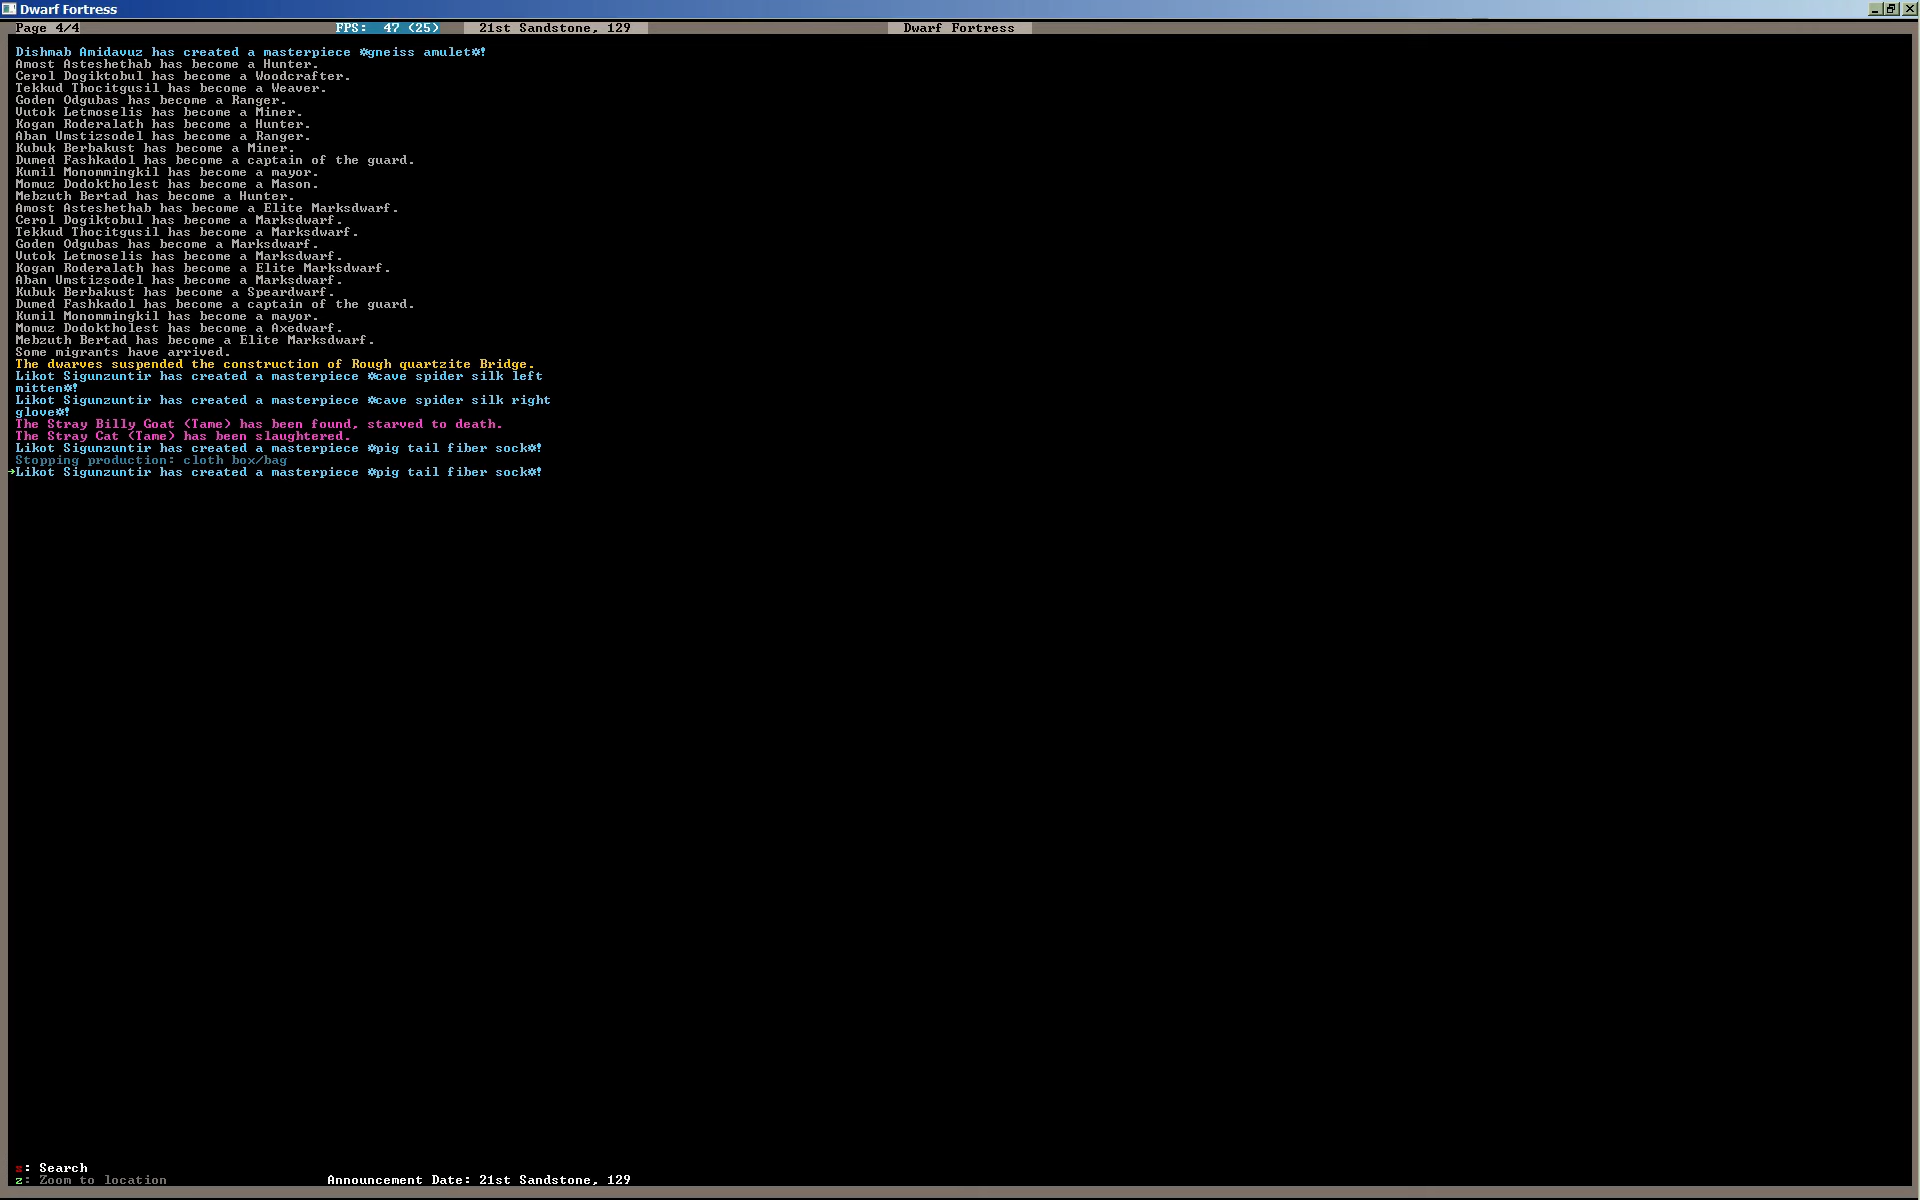 Dwarf Fortress
Page 4/4 FPS: 47 (25) 21st Sandstone, 129 Dwarf Fortress
Dishmab Amidavuz has created a masterpiece ☼gneiss amulet☼!
Amost Asteshethab has become a Hunter.
Cerol Dogiktobul has become a Woodcrafter.
Tekkud Thocitgusil has become a Weaver.
Goden Odgubas has become a Ranger.
Vutok Letmoselis has become a Miner.
Kogan Roderalath has become a Hunter.
Aban Umstizsodel has become a Ranger.
Kubuk Berbakust has become a Miner.
Dumed Fashkadol has become a captain of the guard.
Kumil Monommingkil has become a mayor.
Momuz Dodoktholest has become a Mason.
Mebzuth Bertad has become a Hunter.
Amost Asteshethab has become a Elite Marksdwarf.
Cerol Dogiktobul has become a Marksdwarf.
Tekkud Thocitgusil has become a Marksdwarf.
Goden Odgubas has become a Marksdwarf.
Vutok Letmoselis has become a Marksdwarf.
Kogan Roderalath has become a Elite Marksdwarf.
Aban Umstizsodel has become a Marksdwarf.
Kubuk Berbakust has become a Speardwarf.
Dumed Fashkadol has become a captain of the guard.
Kumil Monommingkil has become a mayor.
Momuz Dodoktholest has become a Axedwarf.
Mebzuth Bertad has become a Elite Marksdwarf.
Some migrants have arrived.
The dwarves suspended the construction of Rough quartzite Bridge.
Likot Sigunzuntir has created a masterpiece ☼cave spider silk left
mitten☼!
Likot Sigunzuntir has created a masterpiece ☼cave spider silk right
glove☼!
The Stray Billy Goat (Tame) has been found, starved to death.
The Stray Cat (Tame) has been slaughtered.
Likot Sigunzuntir has created a masterpiece ☼pig tail fiber sock☼!
Stopping production: cloth box/bag
→Likot Sigunzuntir has created a masterpiece ☼pig tail fiber sock☼!
s: Search
z: Zoom to location Announcement Date: 21st Sandstone, 129